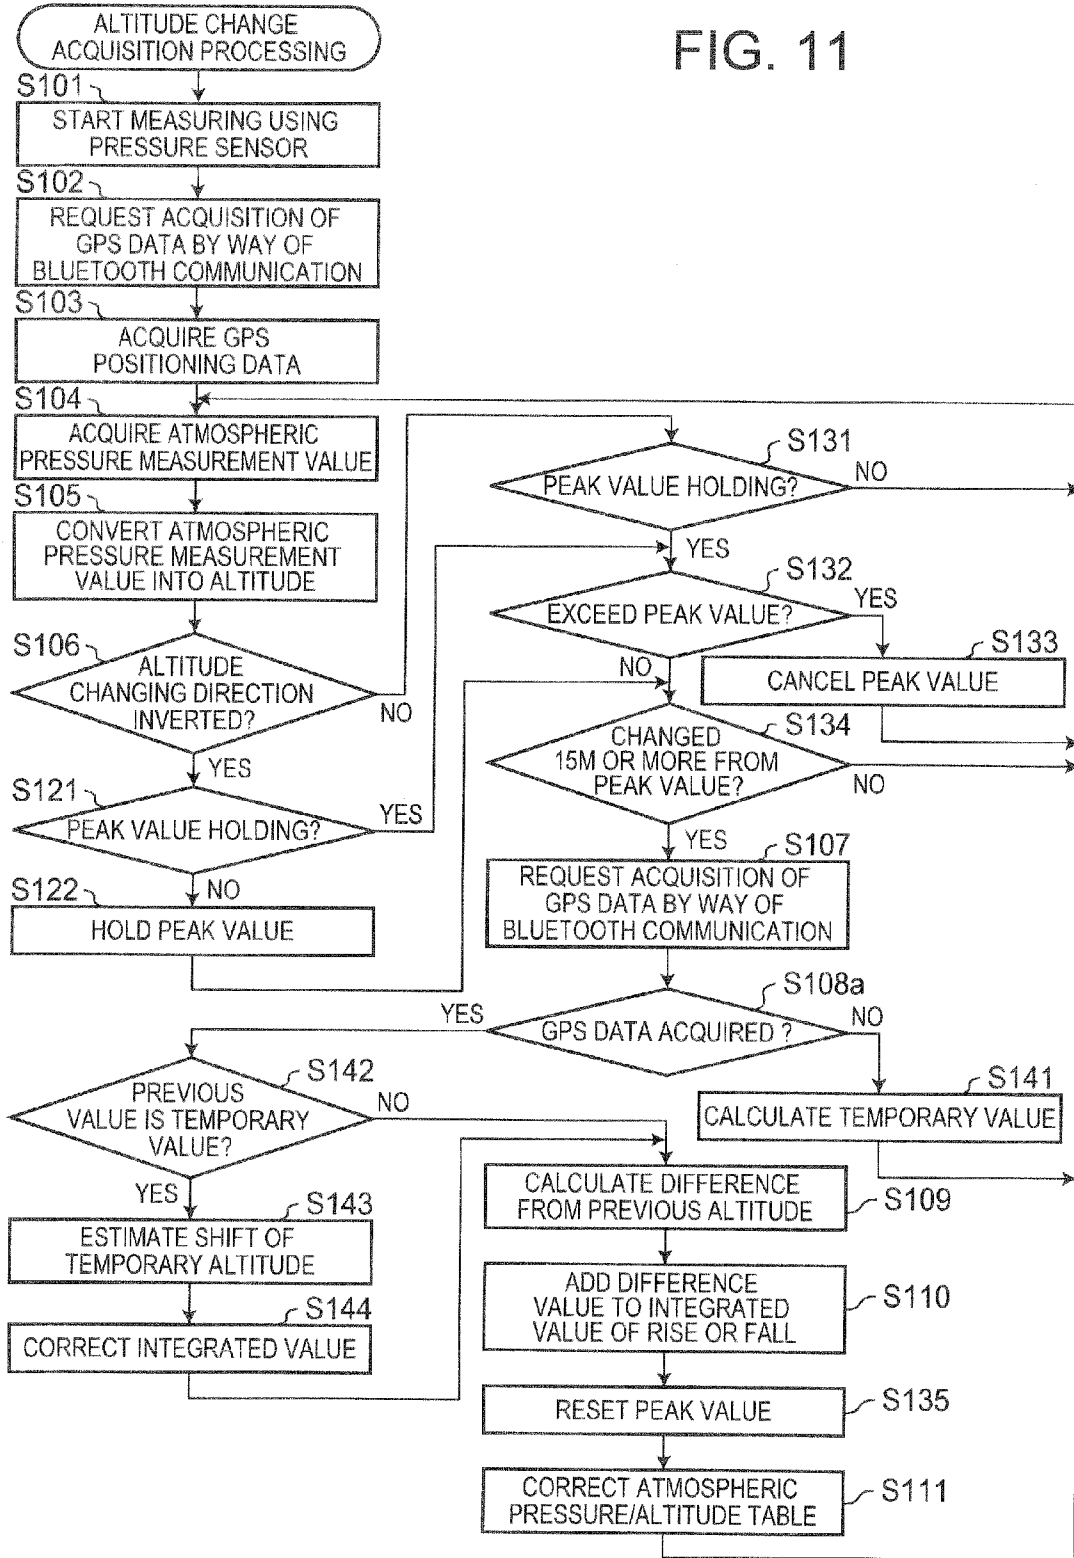 FIG. 11
ALTITUDE CHANGE
ACQUISITION PROCESSING
S101
START MEASURING USING
PRESSURE SENSOR
S102
REQUEST ACQUISITION OF
GPS DATA BY WAY OF
BLUETOOTH COMMUNICATION
S103
ACQUIRE GPS
POSITIONING DATA
S104
ACQUIRE ATMOSPHERIC
PRESSURE MEASUREMENT VALUE
S105
CONVERT ATMOSPHERIC
PRESSURE MEASUREMENT
VALUE INTO ALTITUDE
S106
ALTITUDE
CHANGING DIRECTION
INVERTED?
NO
YES
S121
PEAK VALUE HOLDING?
YES
NO
S122
HOLD PEAK VALUE
S131
PEAK VALUE HOLDING?
NO
YES
S132
EXCEED PEAK VALUE?
YES
NO
S133
CANCEL PEAK VALUE
S134
CHANGED
15M OR MORE FROM
PEAK VALUE?
NO
YES
S107
REQUEST ACQUISITION OF
GPS DATA BY WAY OF
BLUETOOTH COMMUNICATION
S108a
GPS DATA ACQUIRED ?
YES
NO
S141
CALCULATE TEMPORARY VALUE
S142
PREVIOUS
VALUE IS TEMPORARY
VALUE?
NO
YES
S143
ESTIMATE SHIFT OF
TEMPORARY ALTITUDE
S144
CORRECT INTEGRATED VALUE
CALCULATE DIFFERENCE
FROM PREVIOUS ALTITUDE
S109
ADD DIFFERENCE
VALUE TO INTEGRATED
VALUE OF RISE OR FALL
S110
RESET PEAK VALUE
S135
CORRECT ATMOSPHERIC
PRESSURE/ALTITUDE TABLE
S111